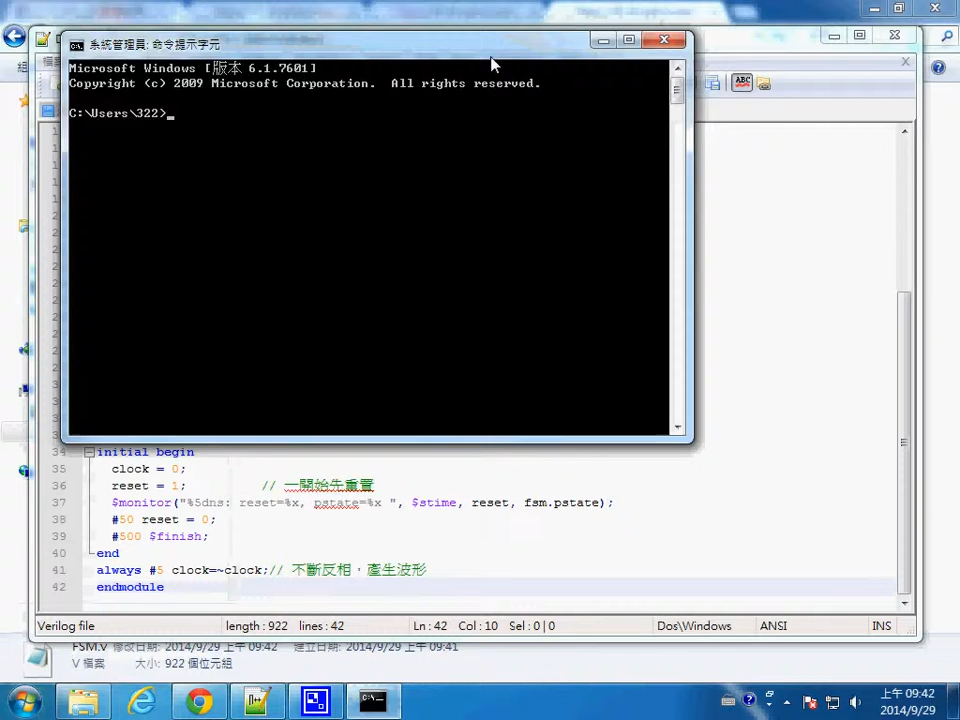 系統管理員: 命令提示字元
Microsoft Windows [版本 6.1.7601]
Copyright (c) 2009 Microsoft Corporation.  All rights reserved.
C:\Users\322>_
34 initial begin
35 clock = 0;
36 reset = 1; // 一開始先重置
37 $monitor("%5dns: reset=%x, pstate=%x ", $stime, reset, fsm.pstate);
38 #50 reset = 0;
39 #500 $finish;
40 end
41 always #5 clock=~clock;// 不斷反相，產生波形
42 endmodule
Verilog file length : 922 lines : 42 Ln : 42 Col : 10 Sel : 0 | 0 Dos\Windows ANSI INS
FSM.v 修改日期: 2014/9/29 上午 09:42 建立日期: 2014/9/29 上午 09:41
V 檔案 大小: 922 個位元組
上午 09:42
2014/9/29